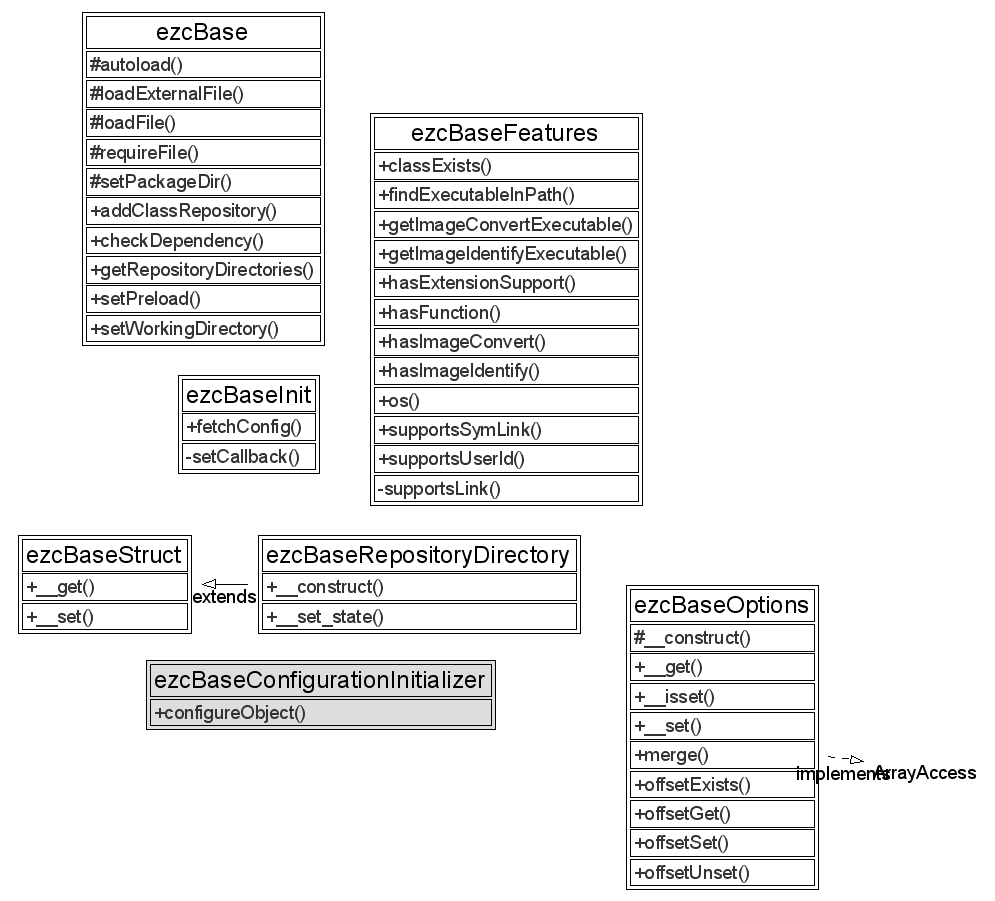 ezcBase
#autoload()
#loadExternalFile()
#loadFile()
#requireFile()
#setPackageDir()
+addClassRepository()
+checkDependency()
+getRepositoryDirectories()
+setPreload()
+setWorkingDirectory()
ezcBaseFeatures
+classExists()
+findExecutableInPath()
+getImageConvertExecutable()
+getImageIdentifyExecutable()
+hasExtensionSupport()
+hasFunction()
+hasImageConvert()
+hasImageIdentify()
+os()
+supportsSymLink()
+supportsUserId()
-supportsLink()
ezcBaseInit
+fetchConfig()
-setCallback()
ezcBaseStruct
+__get()
+__set()
extends
ezcBaseRepositoryDirectory
+__construct()
+__set_state()
ezcBaseConfigurationInitializer
+configureObject()
ezcBaseOptions
#__construct()
+__get()
+__isset()
+__set()
+merge()
+offsetExists()
+offsetGet()
+offsetSet()
+offsetUnset()
implements
ArrayAccess